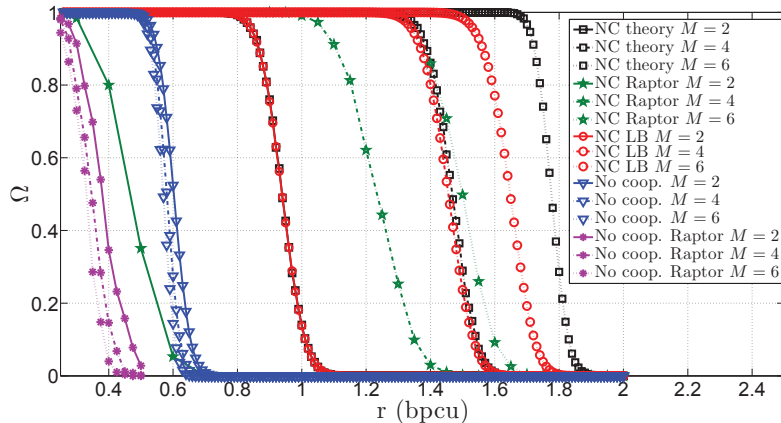 1
0.8
0.6
0.4
0.2
0
Ω
0.4 0.6 0.8 1 1.2 1.4 1.6 1.8 2 2.2 2.4
r (bpcu)
NC theory M = 2
NC theory M = 4
NC theory M = 6
NC Raptor M = 2
NC Raptor M = 4
NC Raptor M = 6
NC LB M = 2
NC LB M = 4
NC LB M = 6
No coop. M = 2
No coop. M = 4
No coop. M = 6
No coop. Raptor M = 2
No coop. Raptor M = 4
No coop. Raptor M = 6